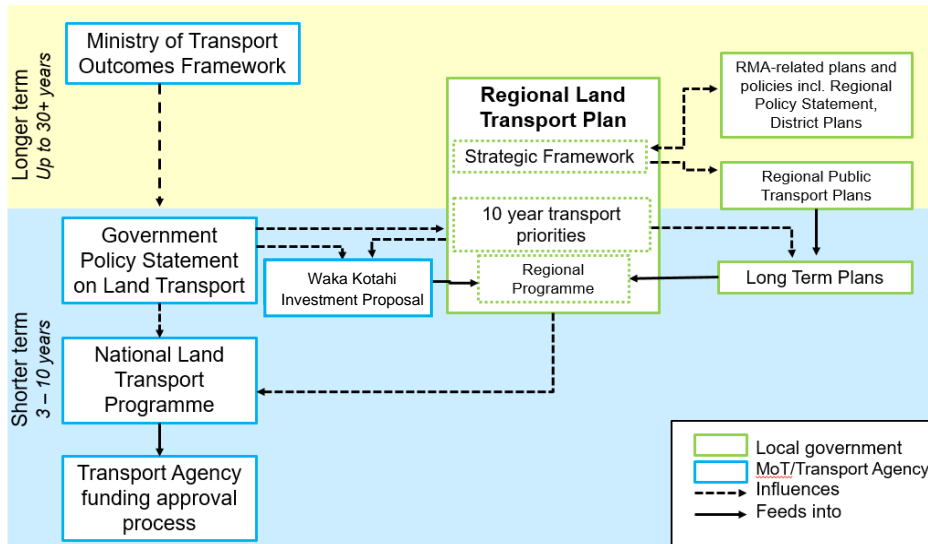 Longer term
Up to 30+ years
Ministry of Transport
Outcomes Framework
Regional Land
Transport Plan
Strategic Framework
RMA-related plans and
policies incl. Regional
Policy Statement,
District Plans
Regional Public
Transport Plans
Shorter term
3 – 10 years
Government
Policy Statement
on Land Transport
10 year transport
priorities
Waka Kotahi
Investment Proposal
Regional
Programme
Long Term Plans
National Land
Transport
Programme
Transport Agency
funding approval
process
Local government
MoT/Transport Agency
Influences
Feeds into